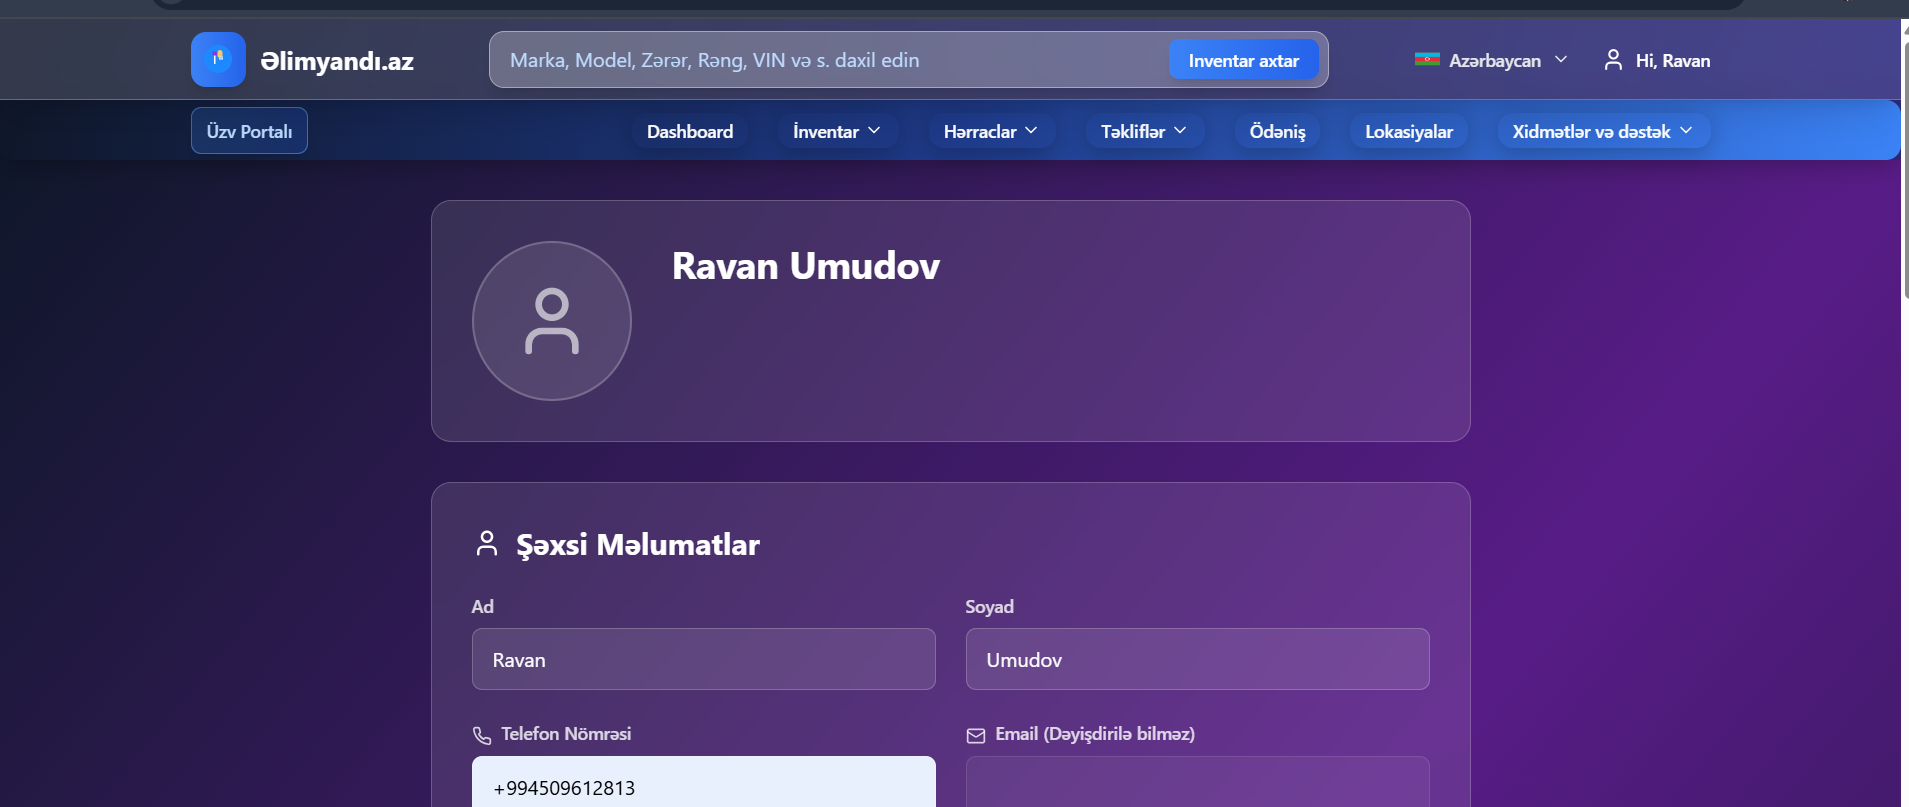 Əlimyandı.az
Marka, Model, Zərər, Rəng, VIN və s. daxil edin
Inventar axtar
Azərbaycan
Hi, Ravan
Üzv Portalı
Dashboard
İnventar
Hərraclar
Təkliflər
Ödəniş
Lokasiyalar
Xidmətlər və dəstək
Ravan Umudov
Şəxsi Məlumatlar
Ad
Soyad
Ravan
Umudov
Telefon Nömrəsi
Email (Dəyişdirilə bilməz)
+994509612813